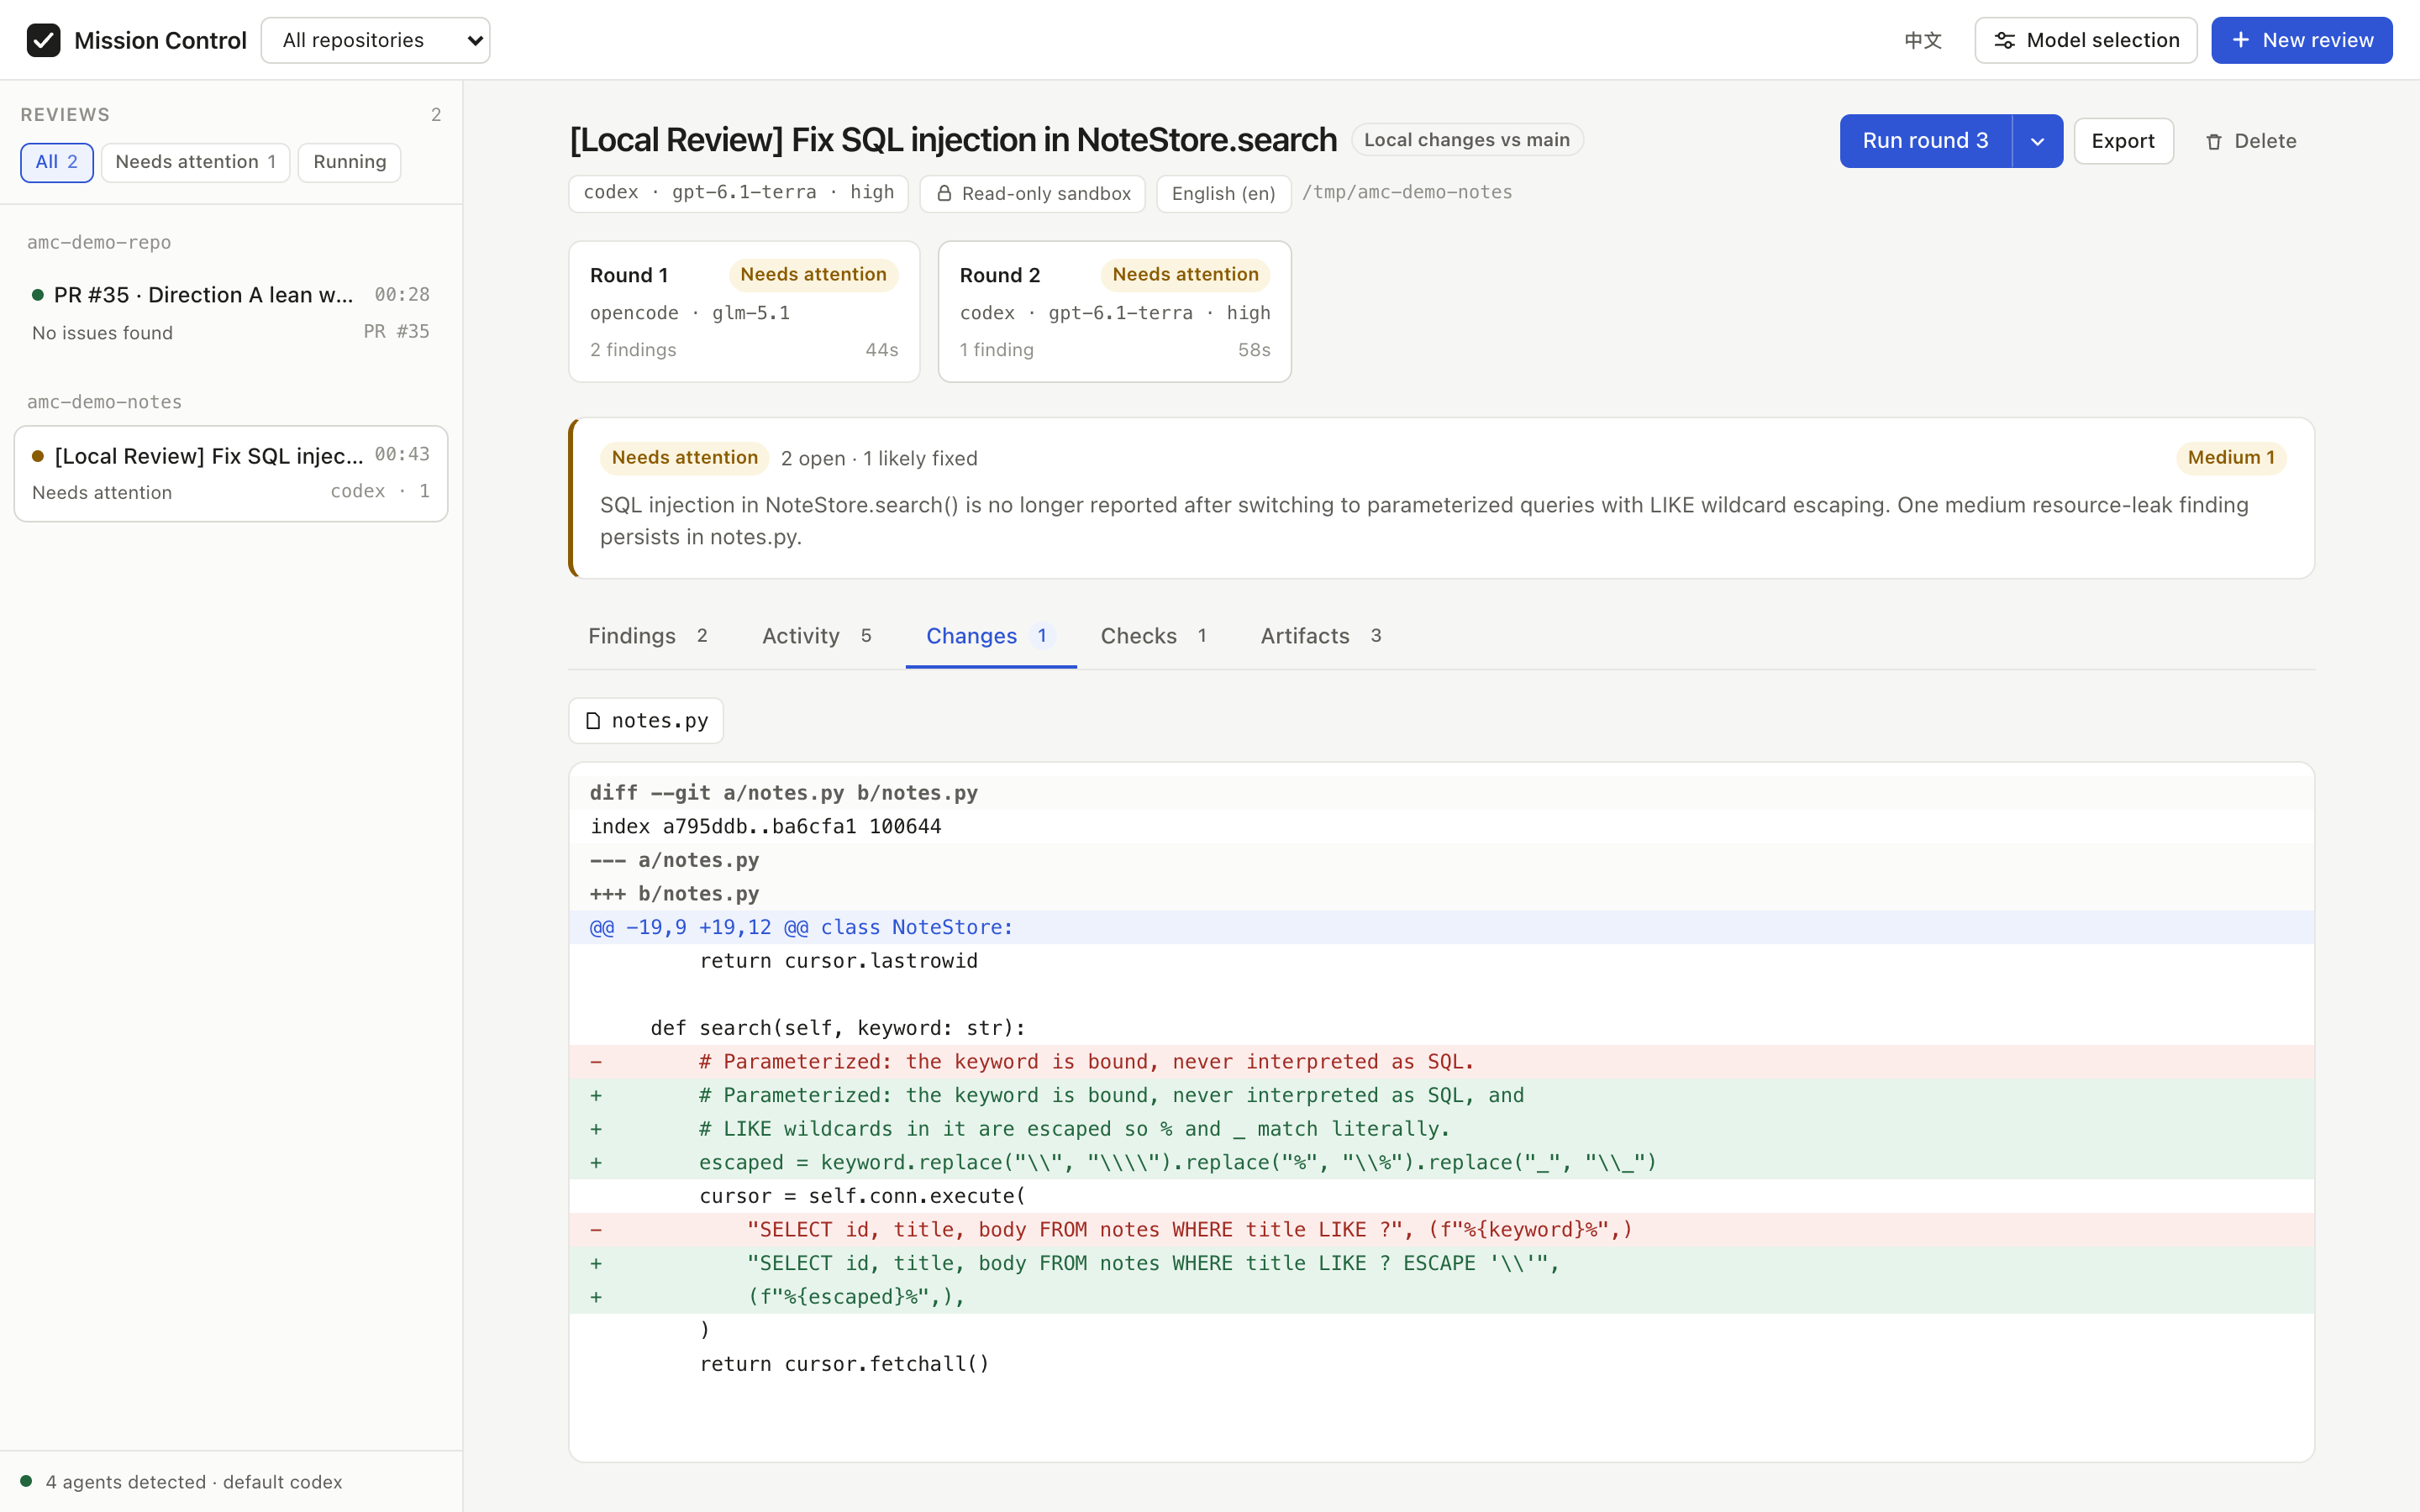 Mission Control
All repositories
中文
Model selection
+ New review
REVIEWS 2
All 2
Needs attention 1
Running
amc-demo-repo
PR #35 · Direction A lean w... 00:28
No issues found PR #35
amc-demo-notes
[Local Review] Fix SQL injec... 00:43
Needs attention codex · 1
4 agents detected · default codex
[Local Review] Fix SQL injection in NoteStore.search
Local changes vs main
Run round 3
Export
Delete
codex · gpt-6.1-terra · high
Read-only sandbox
English (en)
/tmp/amc-demo-notes
Round 1 Needs attention
opencode · glm-5.1
2 findings 44s
Round 2 Needs attention
codex · gpt-6.1-terra · high
1 finding 58s
Needs attention 2 open · 1 likely fixed Medium 1
SQL injection in NoteStore.search() is no longer reported after switching to parameterized queries with LIKE wildcard escaping. One medium resource-leak finding
persists in notes.py.
Findings 2
Activity 5
Changes 1
Checks 1
Artifacts 3
notes.py
diff --git a/notes.py b/notes.py
index a795ddb..ba6cfa1 100644
--- a/notes.py
+++ b/notes.py
@@ -19,9 +19,12 @@ class NoteStore:
         return cursor.lastrowid
     def search(self, keyword: str):
-        # Parameterized: the keyword is bound, never interpreted as SQL.
+        # Parameterized: the keyword is bound, never interpreted as SQL, and
+        # LIKE wildcards in it are escaped so % and _ match literally.
+        escaped = keyword.replace("\\", "\\\\").replace("%", "\\%").replace("_", "\\_")
         cursor = self.conn.execute(
-            "SELECT id, title, body FROM notes WHERE title LIKE ?", (f"%{keyword}%",)
+            "SELECT id, title, body FROM notes WHERE title LIKE ? ESCAPE '\\'",
+            (f"%{escaped}%",),
         )
         return cursor.fetchall()